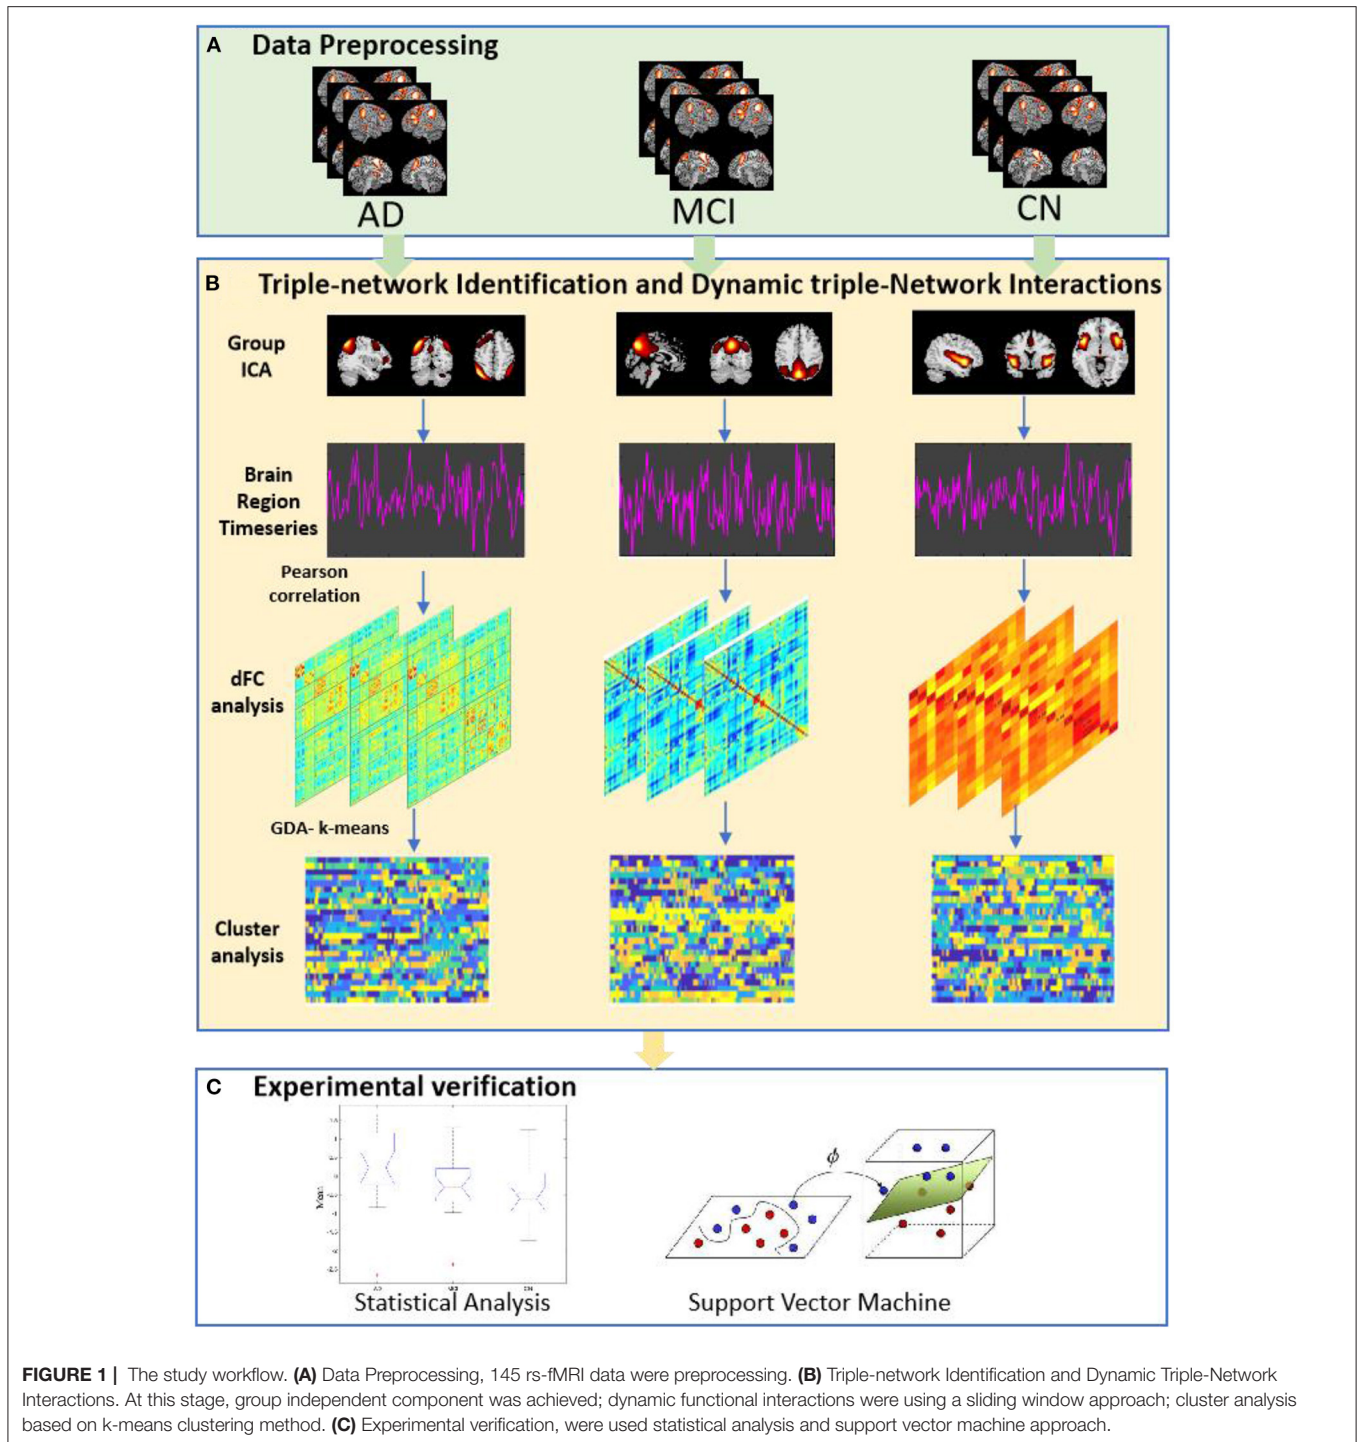 A Data Preprocessing
AD MCI CN
B Triple-network Identification and Dynamic triple-Network Interactions
Group
ICA
Brain
Region
Timeseries
Pearson
correlation
dFC
analysis
GDA- k-means
Cluster
analysis
C Experimental verification
Mean
ϕ
Statistical Analysis Support Vector Machine
FIGURE 1 | The study workflow. (A) Data Preprocessing, 145 rs-fMRI data were preprocessing. (B) Triple-network Identification and Dynamic Triple-Network
Interactions. At this stage, group independent component was achieved; dynamic functional interactions were using a sliding window approach; cluster analysis
based on k-means clustering method. (C) Experimental verification, were used statistical analysis and support vector machine approach.